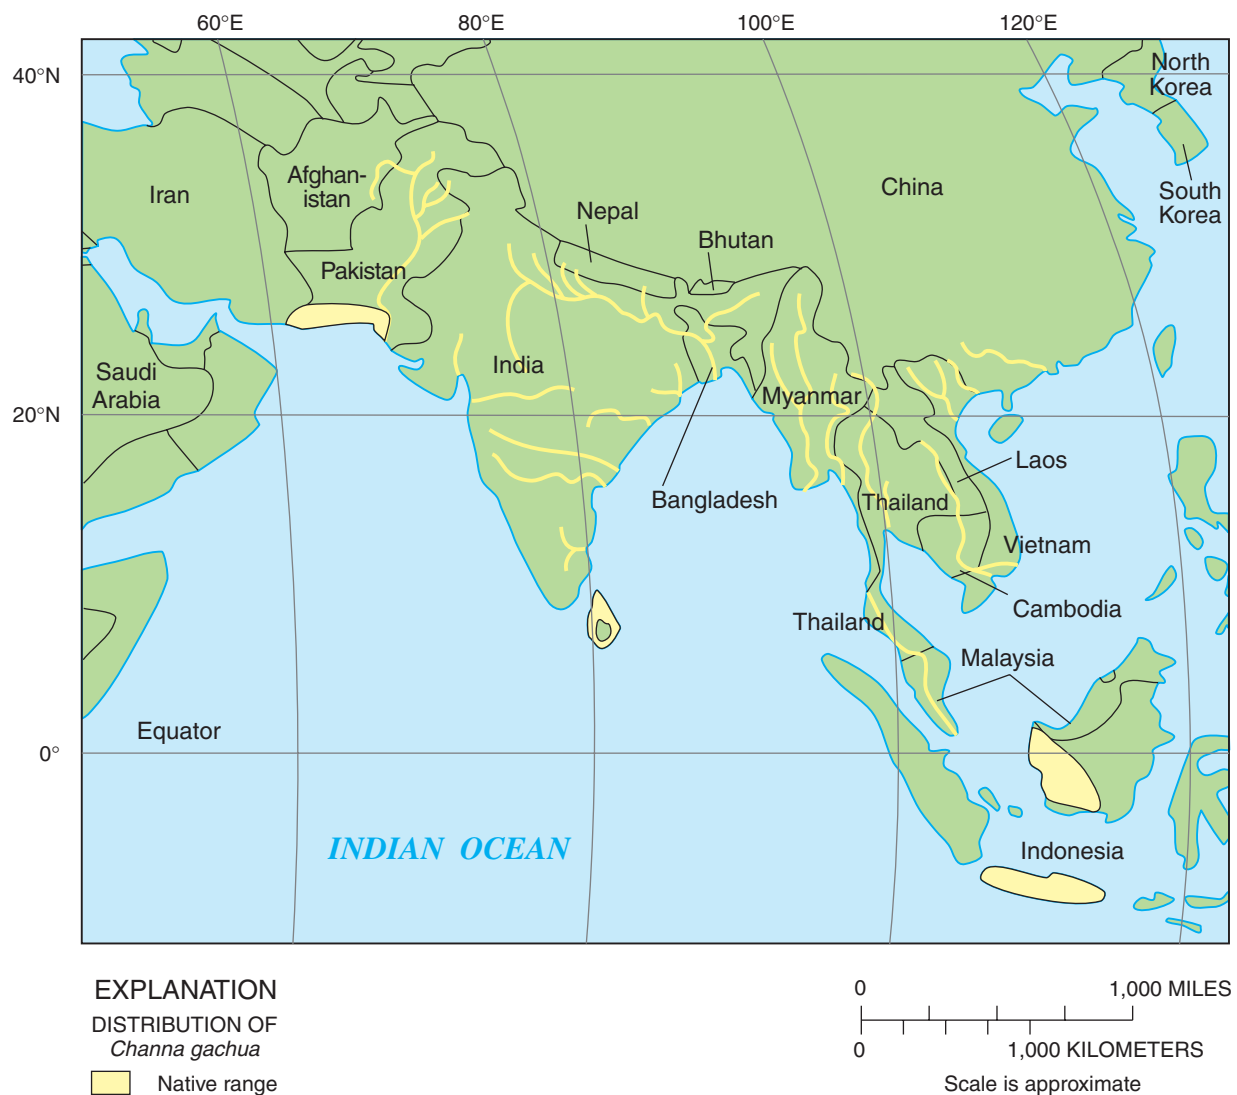 60°E
80°E
100°E
120°E
40°N
North
Korea
China
Afghan-
istan
Iran
South
Korea
Nepal
Bhutan
Pakistan
India
Saudi
Arabia
Myanmar
20°N
Laos
Bangladesh
Thailand
Vietnam
Cambodia
Thailand
Malaysia
Equator
0°
INDIAN OCEAN
Indonesia
EXPLANATION
DISTRIBUTION OF
Channa gachua
Native range
0 1,000 MILES
0 1,000 KILOMETERS
Scale is approximate